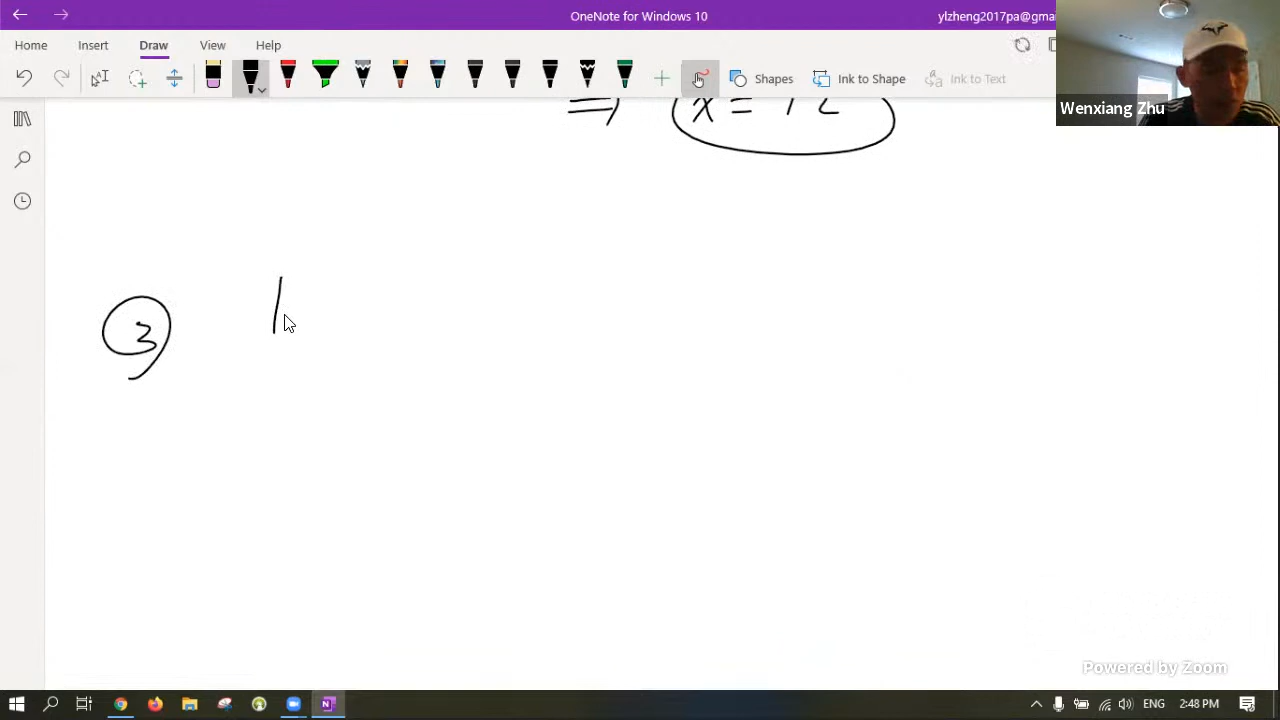 OneNote for Windows 10
ylzheng2017pa@gma
Home Insert Draw View Help
Shapes Ink to Shape Ink to Text
Wenxiang Zhu
⇒ x = 12
3 |
Powered by Zoom
ENG 2:48 PM